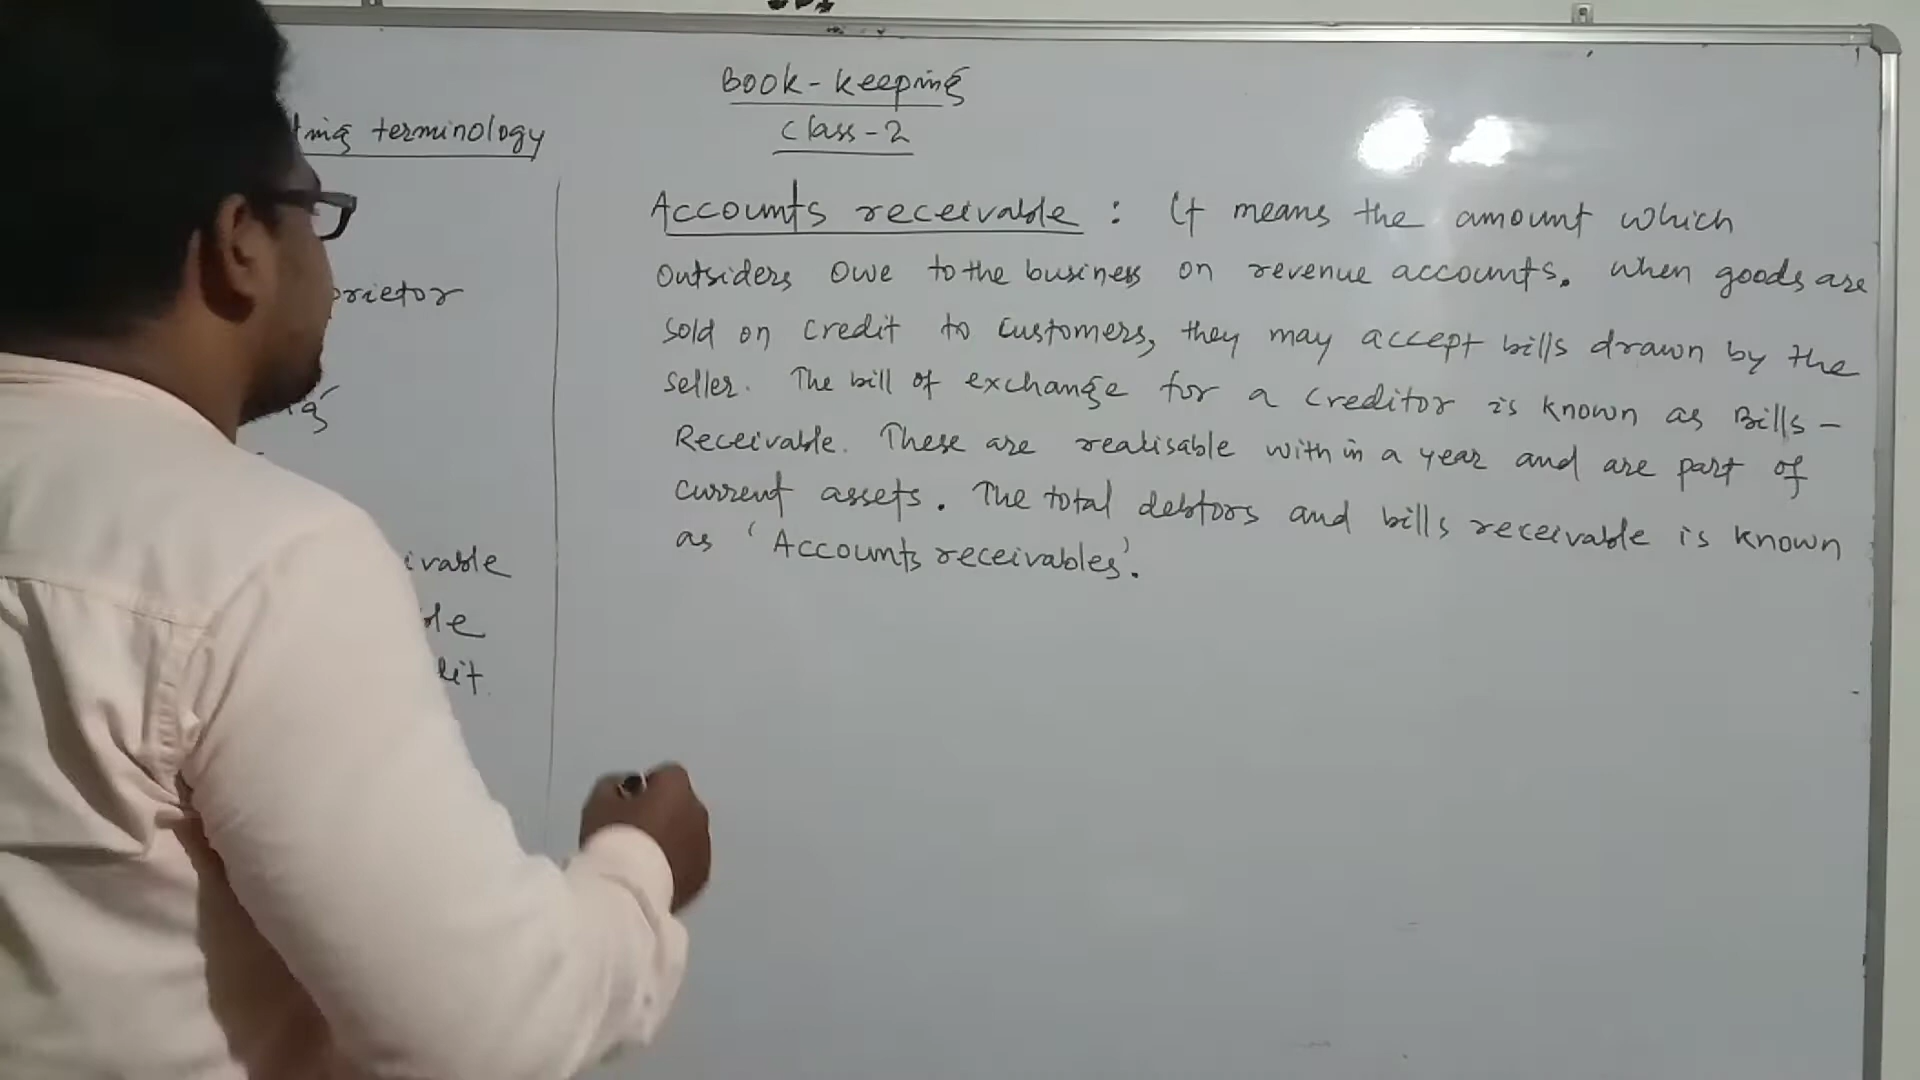 Book-keeping
Class-2
ting terminology
prietor
ivable
ble
dit
Accounts receivable : It means the amount which
outsiders owe to the business on revenue accounts. when goods are
sold on credit to customers, they may accept bills drawn by the
seller. The bill of exchange for a creditor is known as Bills-
Receivable. These are realisable with in a year and are part of
current assets. The total debtors and bills receivable is known
as 'Accounts receivables'.